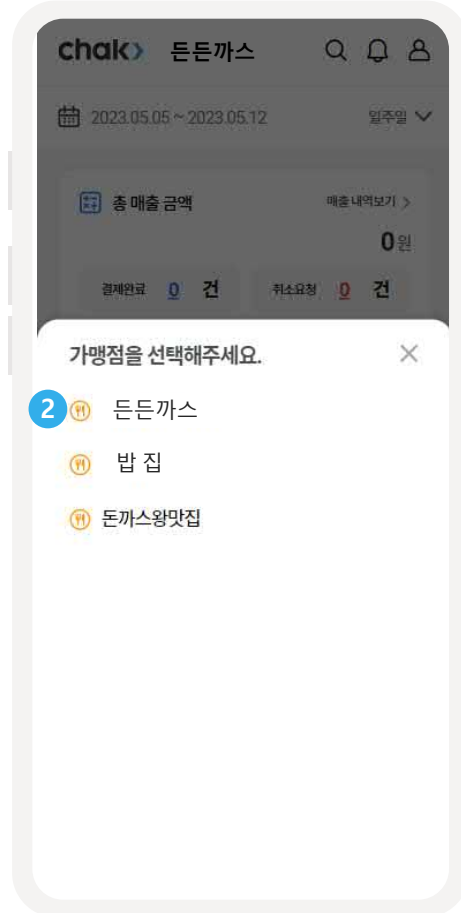 chak 든든까스
2023.05.05 ~ 2023.05.12 일주일
총 매출 금액 매출 내역보기 >
0 원
결제완료 0 건 취소요청 0 건
가맹점을 선택해주세요.
2 든든까스
밥 집
돈까스왕맛집